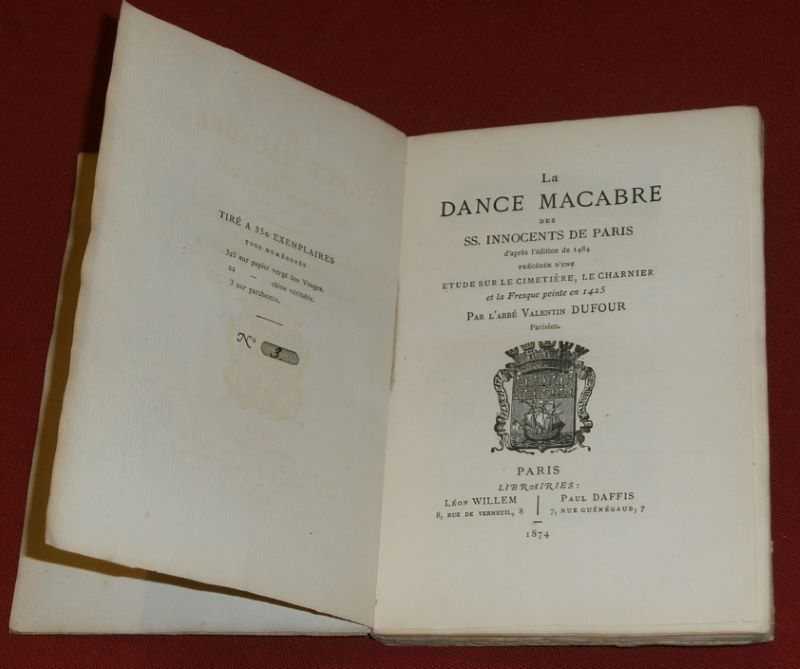 TIRÉ A 350 EXEMPLAIRES
TOUS NUMÉROTÉS
325 sur papier vergé des Vosges.
22 — chine véritable.
3 sur parchemin.
No 3.
La
DANCE MACABRE
DES
SS. INNOCENTS DE PARIS
d'après l'édition de 1484
PRÉCÉDÉE D'UNE
ETUDE SUR LE CIMETIÈRE, LE CHARNIER
et la Fresque peinte en 1425
PAR L'ABBÉ VALENTIN DUFOUR
Parisien.
PARIS
LIBRAIRIES:
LÉON WILLEM
8, RUE DE VERNEUIL, 8
PAUL DAFFIS
7, RUE GUÉNÉGAUD, 7
1874